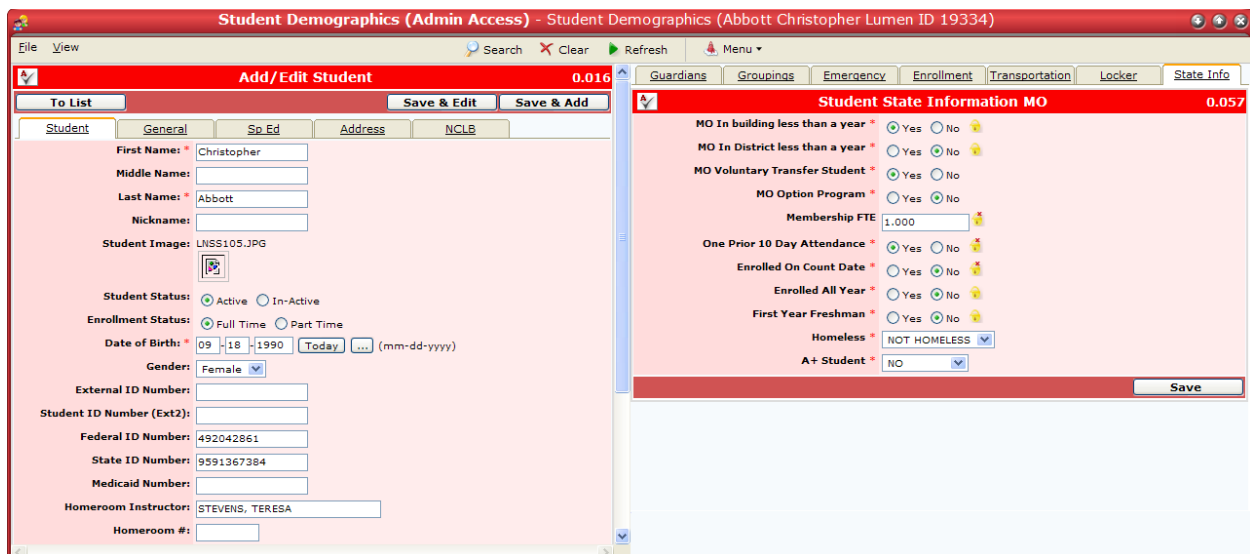 Student Demographics (Admin Access) - Student Demographics (Abbott Christopher Lumen ID 19334)
File View Search Clear Refresh Menu
Add/Edit Student 0.016
To List Save & Edit Save & Add
Student General Sp Ed Address NCLB
First Name: * Christopher
Middle Name:
Last Name: * Abbott
Nickname:
Student Image: LNSS105.JPG
Student Status: Active In-Active
Enrollment Status: Full Time Part Time
Date of Birth: * 09 - 18 - 1990 Today ... (mm-dd-yyyy)
Gender: Female
External ID Number:
Student ID Number (Ext2):
Federal ID Number: 492042861
State ID Number: 9591367384
Medicaid Number:
Homeroom Instructor: STEVENS, TERESA
Homeroom #:
Guardians Groupings Emergency Enrollment Transportation Locker State Info
Student State Information MO 0.057
MO In building less than a year * Yes No
MO In District less than a year * Yes No
MO Voluntary Transfer Student * Yes No
MO Option Program * Yes No
Membership FTE 1.000
One Prior 10 Day Attendance * Yes No
Enrolled On Count Date * Yes No
Enrolled All Year * Yes No
First Year Freshman * Yes No
Homeless * NOT HOMELESS
A+ Student * NO
Save